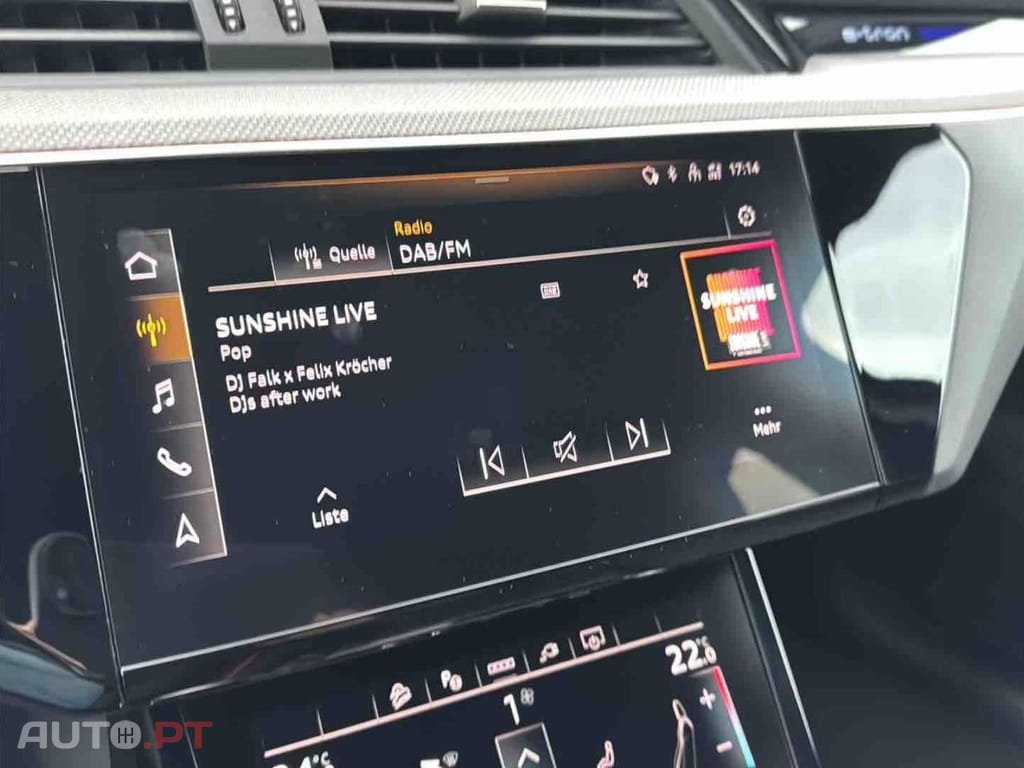 e-tron
17:14
Radio
Quelle
DAB/FM
SUNSHINE LIVE
SUNSHINE
LIVE
Pop
DJ Falk x Felix Kröcher
Djs after work
Mehr
Liste
22.0°C
1
AUTO.PT